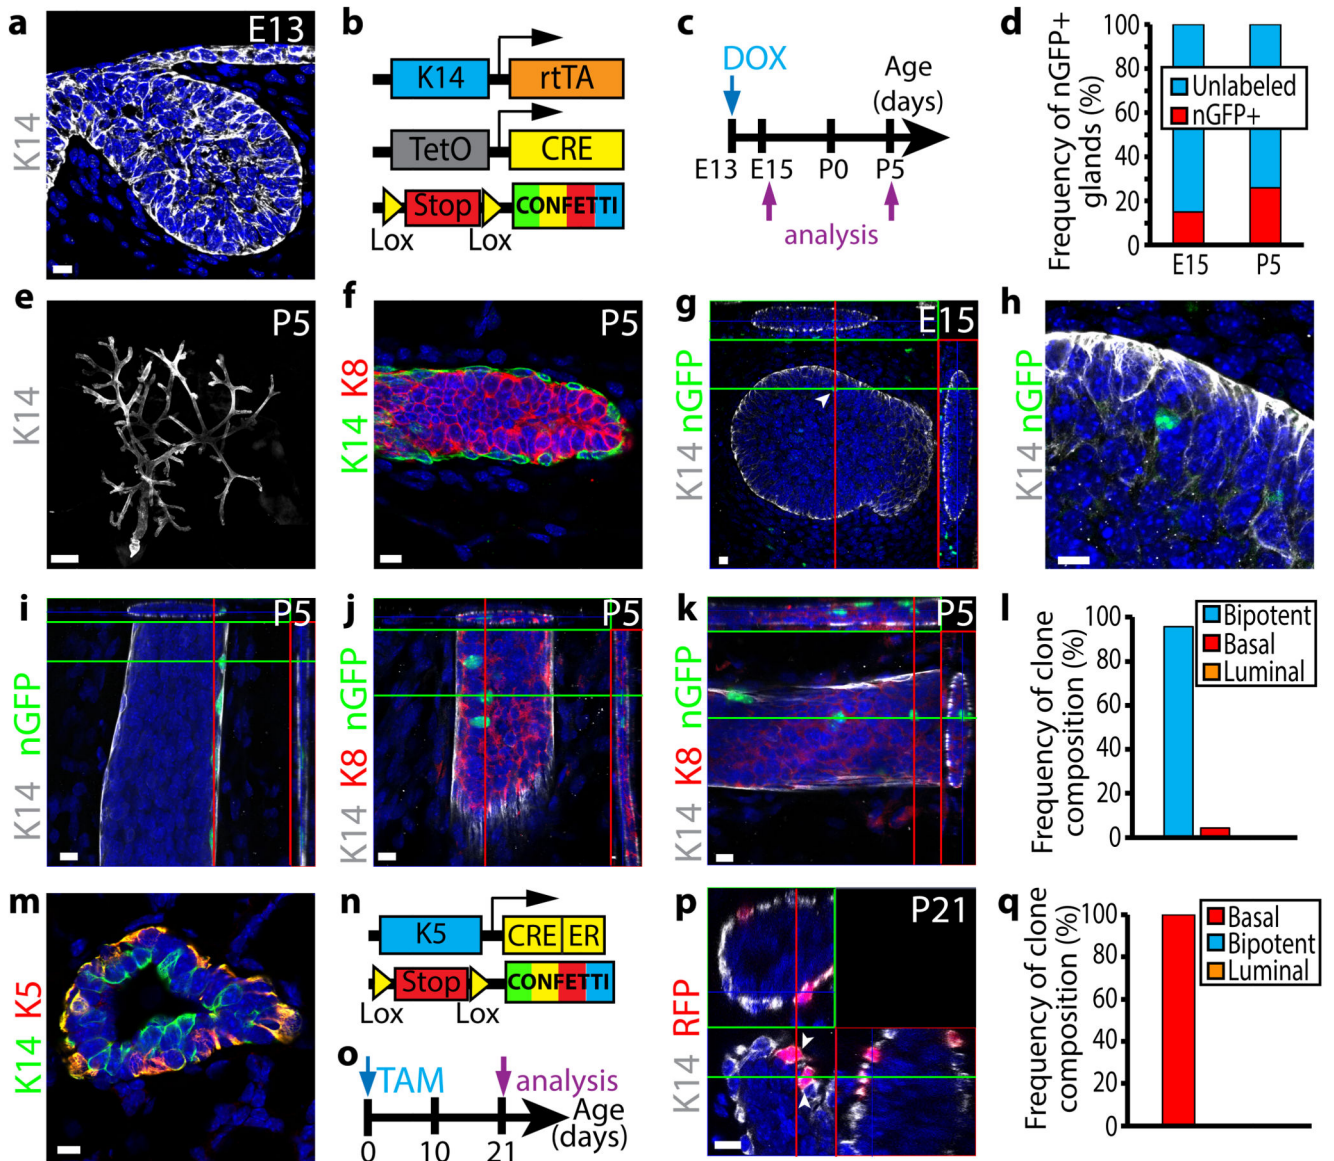 a
E13
K14
b
K14
rtTA
TetO
CRE
Stop
CONFETTI
Lox
Lox
c
DOX
Age
(days)
E13
E15
P0
P5
analysis
d
Frequency of nGFP+
glands (%)
100
80
60
40
20
0
Unlabeled
nGFP+
E15
P5
e
P5
K14
f
P5
K14 K8
g
E15
K14 nGFP
h
K14 nGFP
i
P5
K14 nGFP
j
P5
K14 K8 nGFP
k
P5
K14 K8 nGFP
l
Frequency of clone
composition (%)
100
80
60
40
20
0
Bipotent
Basal
Luminal
m
K14 K5
n
K5
CRE ER
Stop
CONFETTI
Lox
Lox
o
TAM
analysis
Age
(days)
0
10
21
p
P21
K14 RFP
q
Frequency of clone
composition (%)
100
80
60
40
20
0
Basal
Bipotent
Luminal